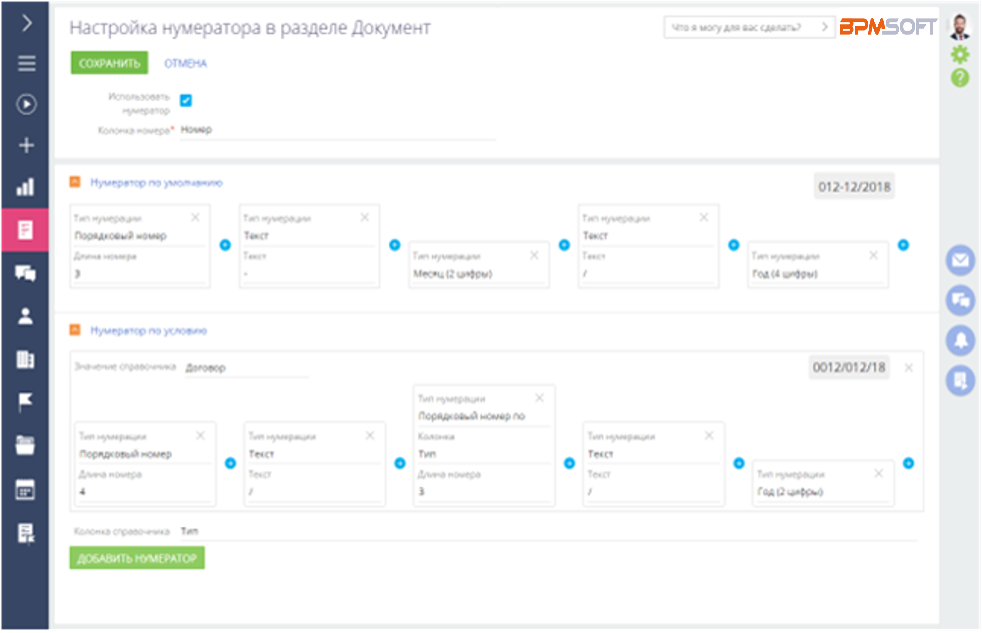 Настройка нумератора в разделе Документ
Что я могу для вас сделать?
BPMSOFT
СОХРАНИТЬ
ОТМЕНА
Использовать
нумератор
Колонка номера* Номер
Нумератор по умолчанию
012-12/2018
Тип нумерации
Порядковый номер
Длина номера
3
Тип нумерации
Текст
Текст
-
Тип нумерации
Месяц (2 цифры)
Тип нумерации
Текст
Текст
/
Тип нумерации
Год (4 цифры)
Нумератор по условию
Значение справочника Договор
0012/012/18
Тип нумерации
Порядковый номер
Длина номера
4
Тип нумерации
Текст
Текст
/
Тип нумерации
Порядковый номер по
Колонка
Тип
Длина номера
3
Тип нумерации
Текст
Текст
/
Тип нумерации
Год (2 цифры)
Колонка справочника Тип
ДОБАВИТЬ НУМЕРАТОР